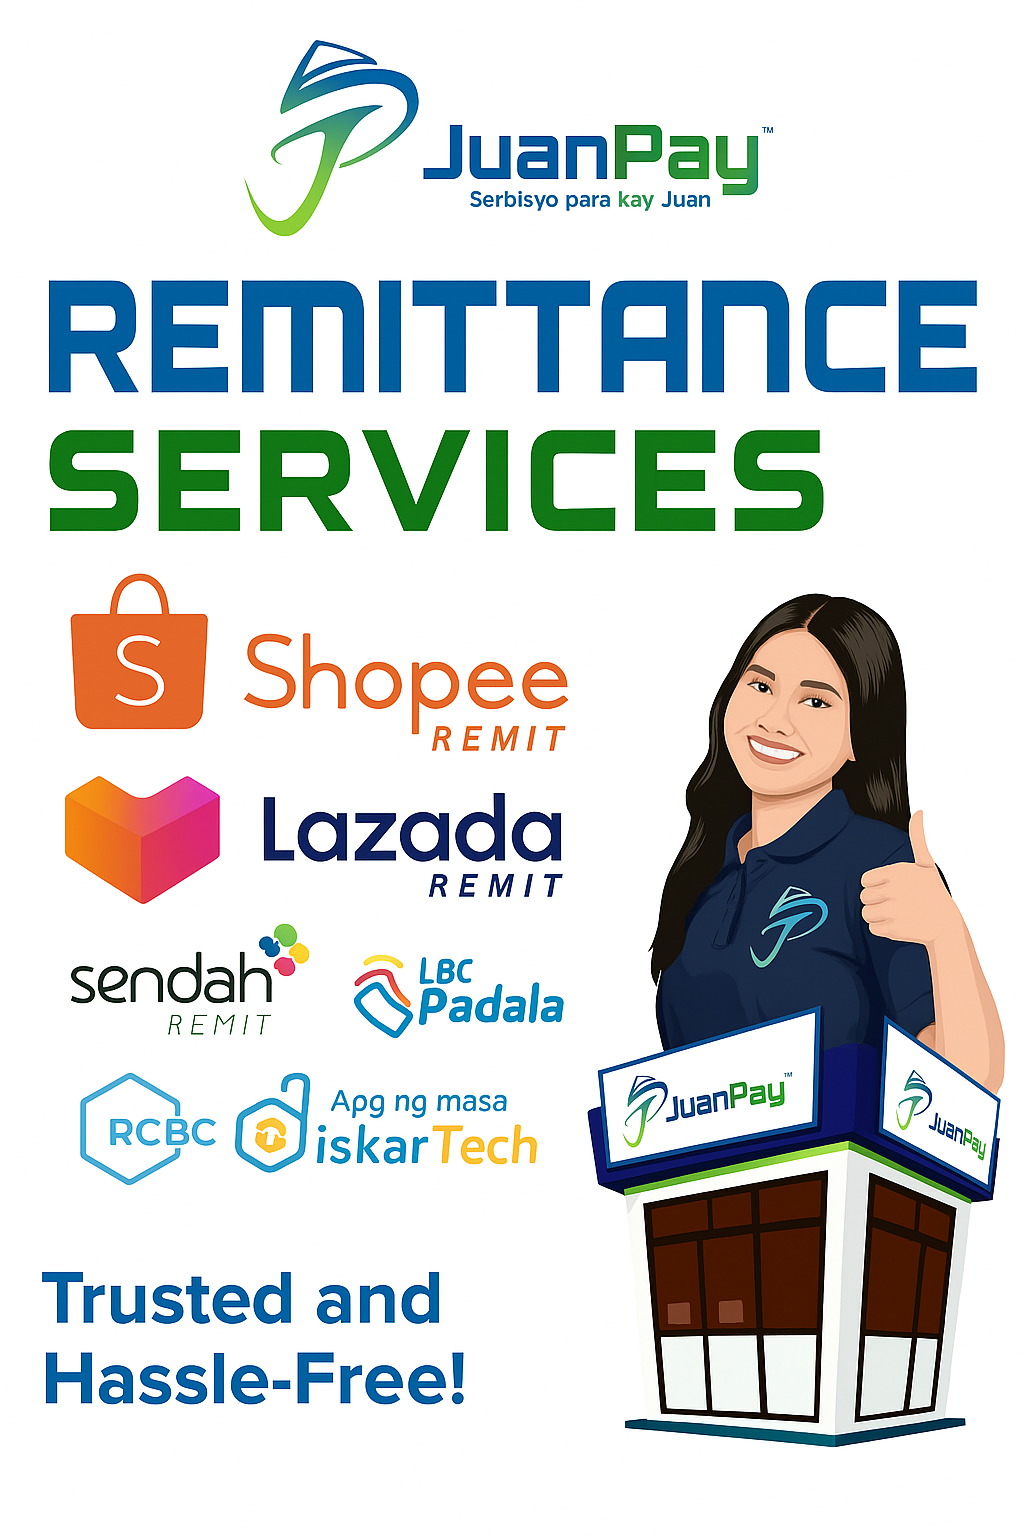 JuanPay™
Serbisyo para kay Juan
REMITTANCE
SERVICES
S
Shopee
REMIT
Lazada
REMIT
sendah
REMIT
LBC
Padala
RCBC
Apg ng masa
diskarTech
JuanPay™
JuanPay
Trusted and
Hassle-Free!